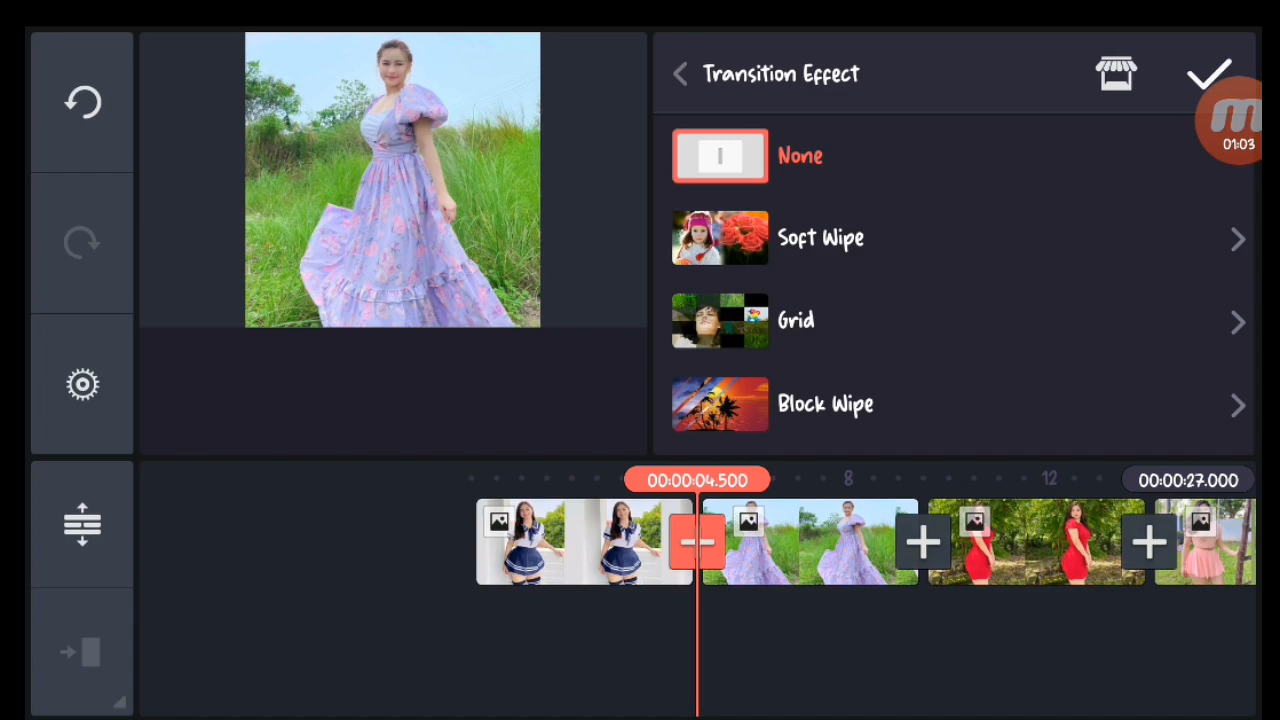 Transition Effect
m
01:03
None
Soft Wipe
Grid
Block Wipe
00:00:04.500
8
12
00:00:27.000